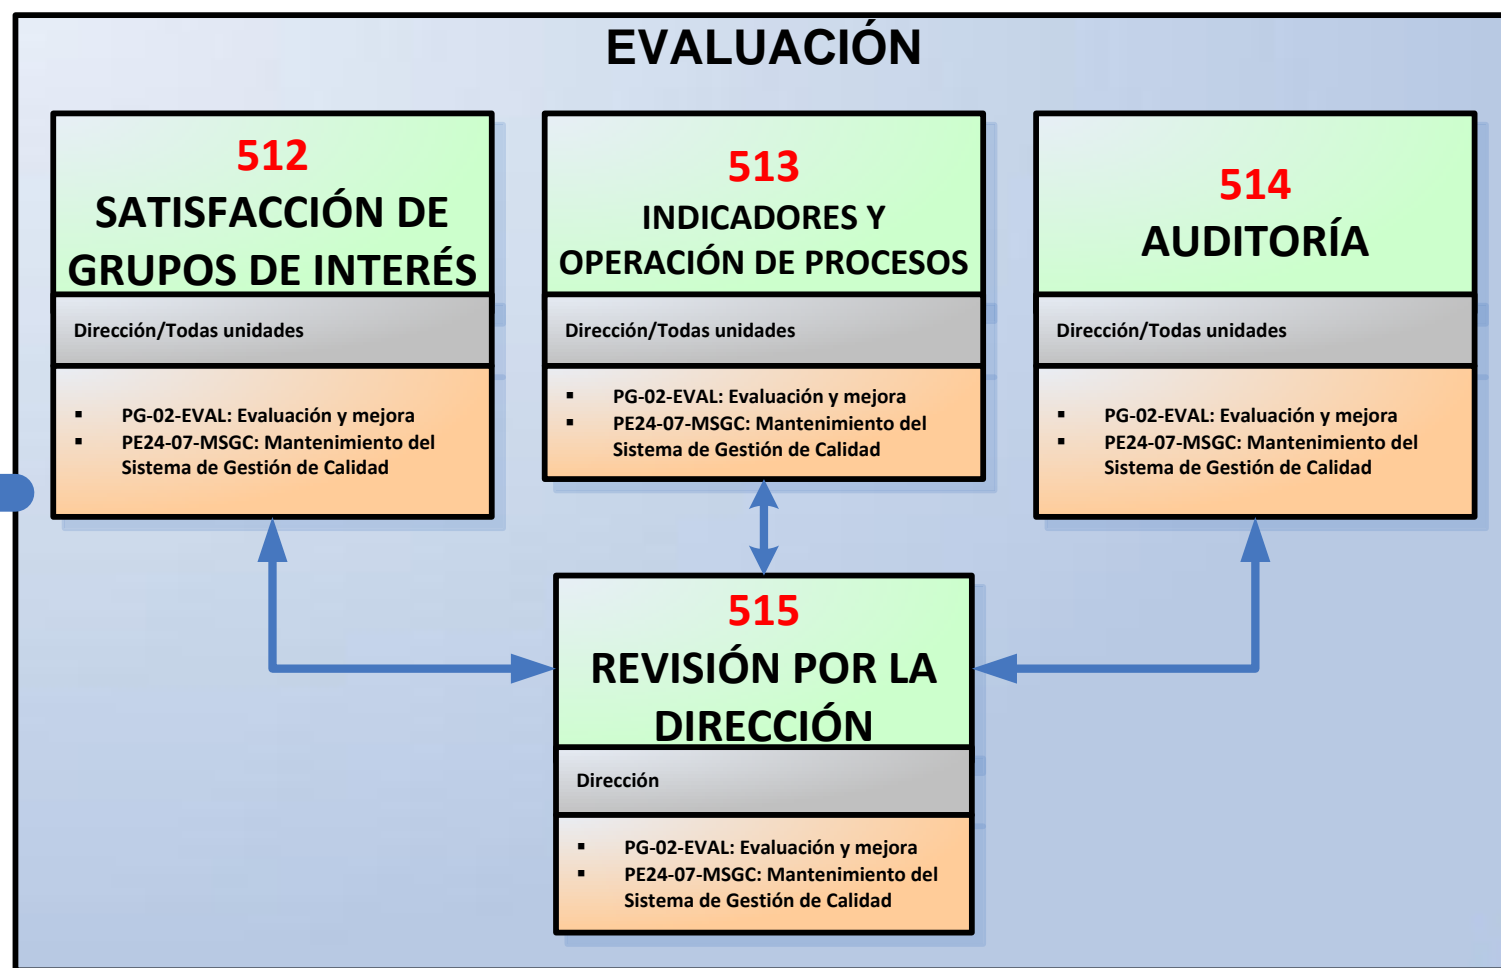 EVALUACIÓN
512
SATISFACCIÓN DE
GRUPOS DE INTERÉS
Dirección/Todas unidades
▪ PG-02-EVAL: Evaluación y mejora
▪ PE24-07-MSGC: Mantenimiento del
Sistema de Gestión de Calidad
513
INDICADORES Y
OPERACIÓN DE PROCESOS
Dirección/Todas unidades
▪ PG-02-EVAL: Evaluación y mejora
▪ PE24-07-MSGC: Mantenimiento del
Sistema de Gestión de Calidad
514
AUDITORÍA
Dirección/Todas unidades
▪ PG-02-EVAL: Evaluación y mejora
▪ PE24-07-MSGC: Mantenimiento del
Sistema de Gestión de Calidad
515
REVISIÓN POR LA
DIRECCIÓN
Dirección
▪ PG-02-EVAL: Evaluación y mejora
▪ PE24-07-MSGC: Mantenimiento del
Sistema de Gestión de Calidad